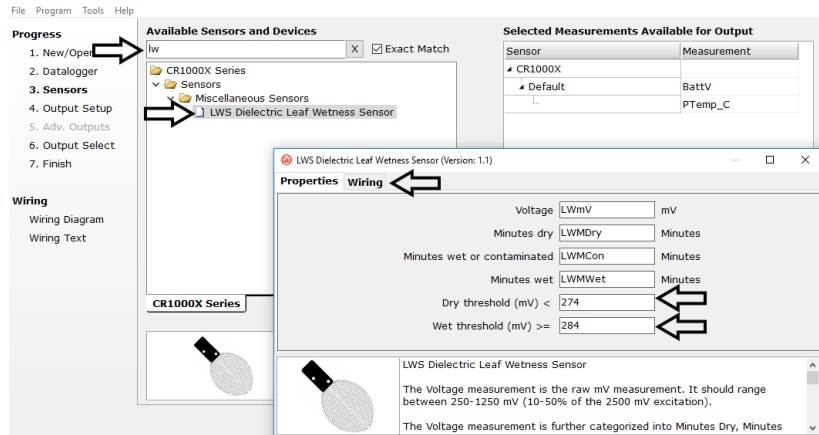 File Program Tools Help
Progress
1. New/Open
2. Datalogger
3. Sensors
4. Output Setup
5. Adv. Outputs
6. Output Select
7. Finish
Wiring
Wiring Diagram
Wiring Text
Available Sensors and Devices
lw X Exact Match
CR1000X Series
Sensors
Miscellaneous Sensors
LWS Dielectric Leaf Wetness Sensor
CR1000X Series
Selected Measurements Available for Output
Sensor Measurement
CR1000X
Default BattV
PTemp_C
LWS Dielectric Leaf Wetness Sensor (Version: 1.1)
Properties Wiring
Voltage LWmV mV
Minutes dry LWMDry Minutes
Minutes wet or contaminated LWMCon Minutes
Minutes wet LWMWet Minutes
Dry threshold (mV) < 274
Wet threshold (mV) >= 284
LWS Dielectric Leaf Wetness Sensor
The Voltage measurement is the raw mV measurement. It should range
between 250-1250 mV (10-50% of the 2500 mV excitation).
The Voltage measurement is further categorized into Minutes Dry, Minutes